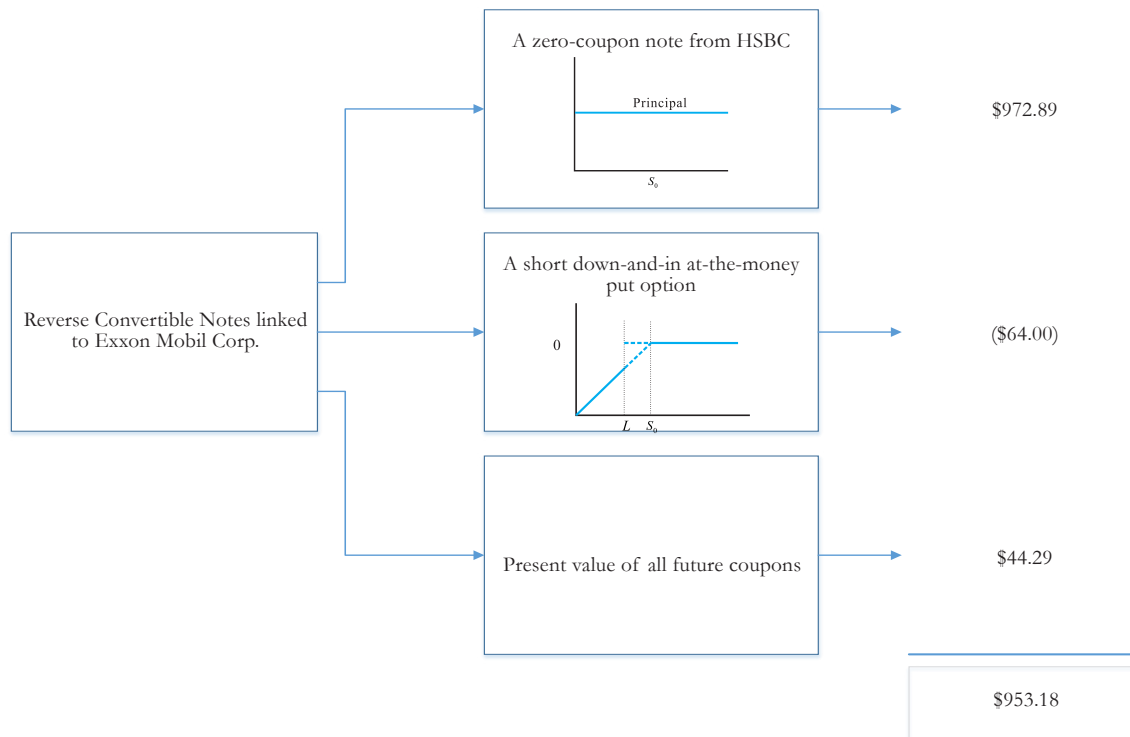 A zero-coupon note from HSBC
Principal
S₀
$972.89
Reverse Convertible Notes linked
to Exxon Mobil Corp.
A short down-and-in at-the-money
put option
0
L S₀
($64.00)
Present value of all future coupons
$44.29
$953.18